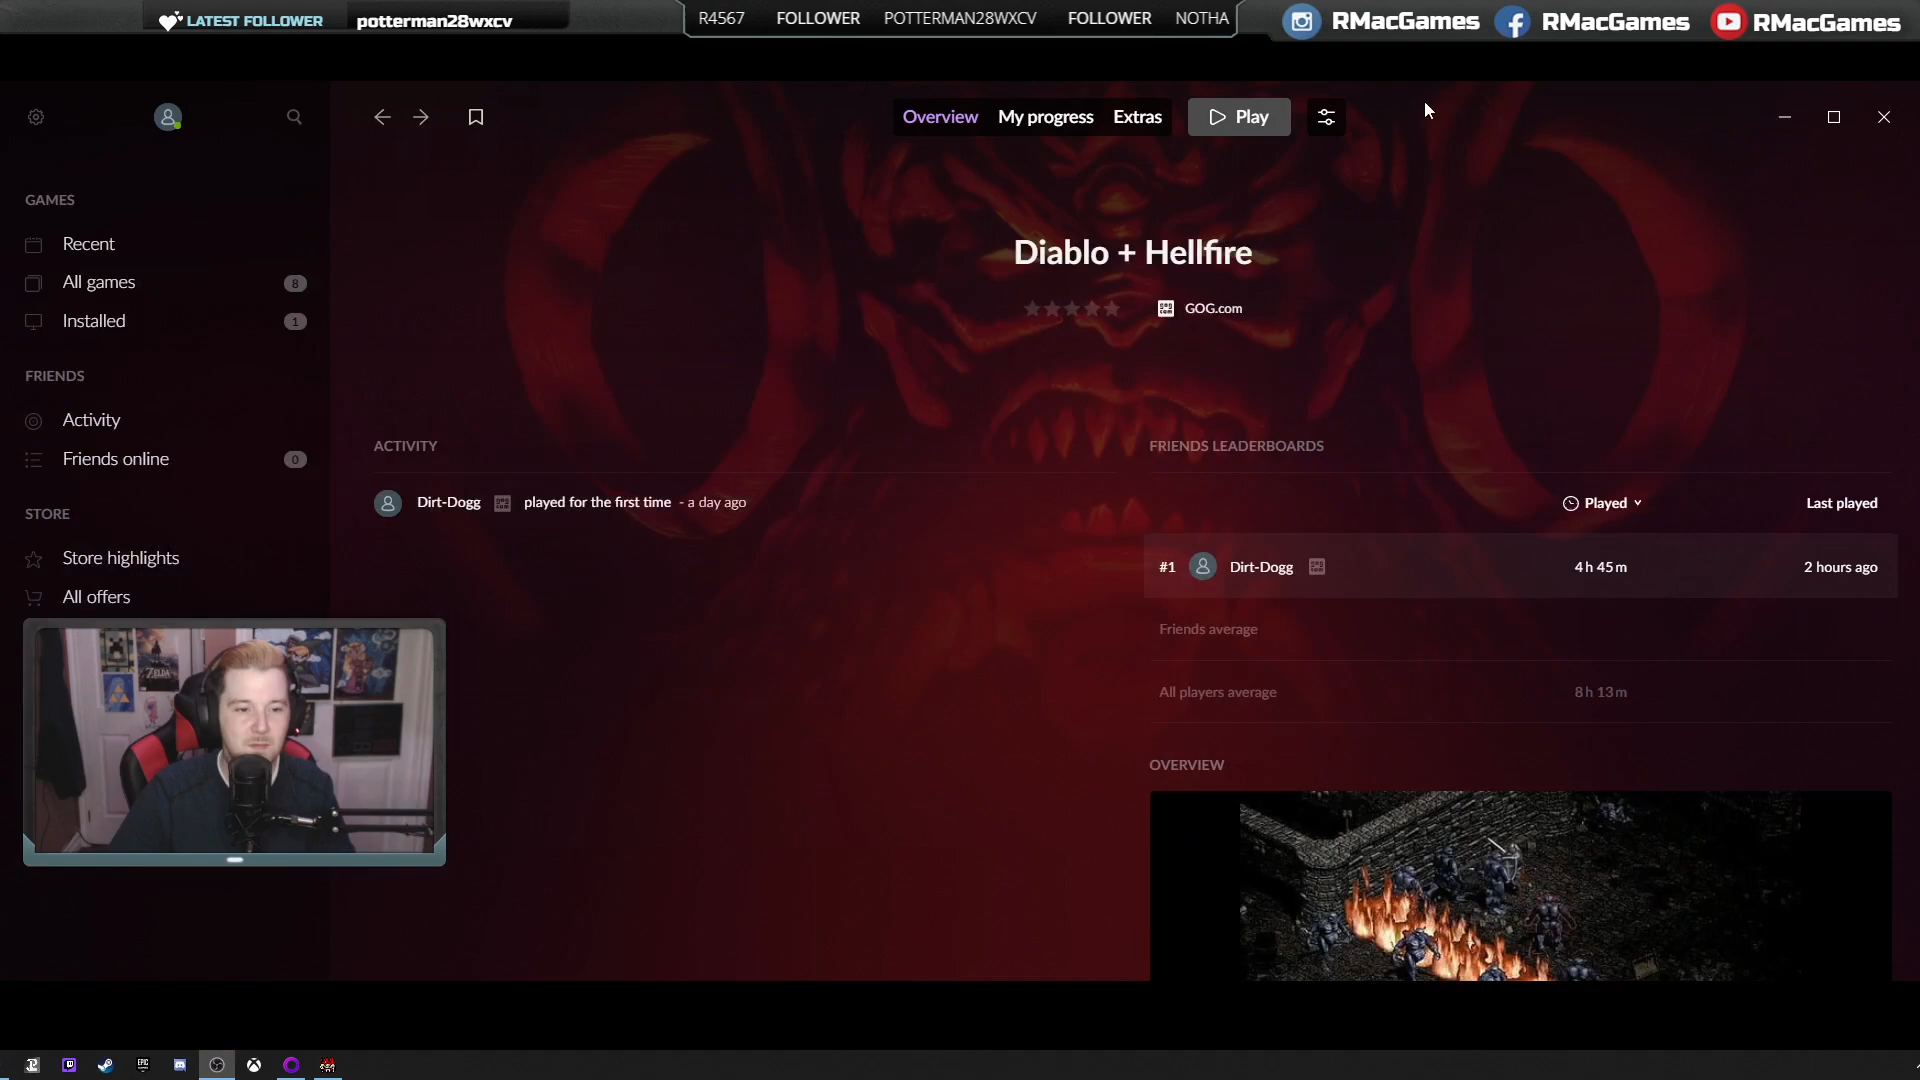 LATEST FOLLOWER potterman28wxcv
R4567 FOLLOWER POTTERMAN28WXCV FOLLOWER NOTHA
RMacGames RMacGames RMacGames
Overview My progress Extras Play
GAMES
Recent
All games 8
Installed 1
FRIENDS
Activity
Friends online 0
STORE
Store highlights
All offers
Diablo + Hellfire
GOG.com
ACTIVITY
Dirt-Dogg played for the first time - a day ago
FRIENDS LEADERBOARDS
Played Last played
#1 Dirt-Dogg 4 h 45 m 2 hours ago
Friends average
All players average 8 h 13 m
OVERVIEW
ZELDA
EPIC